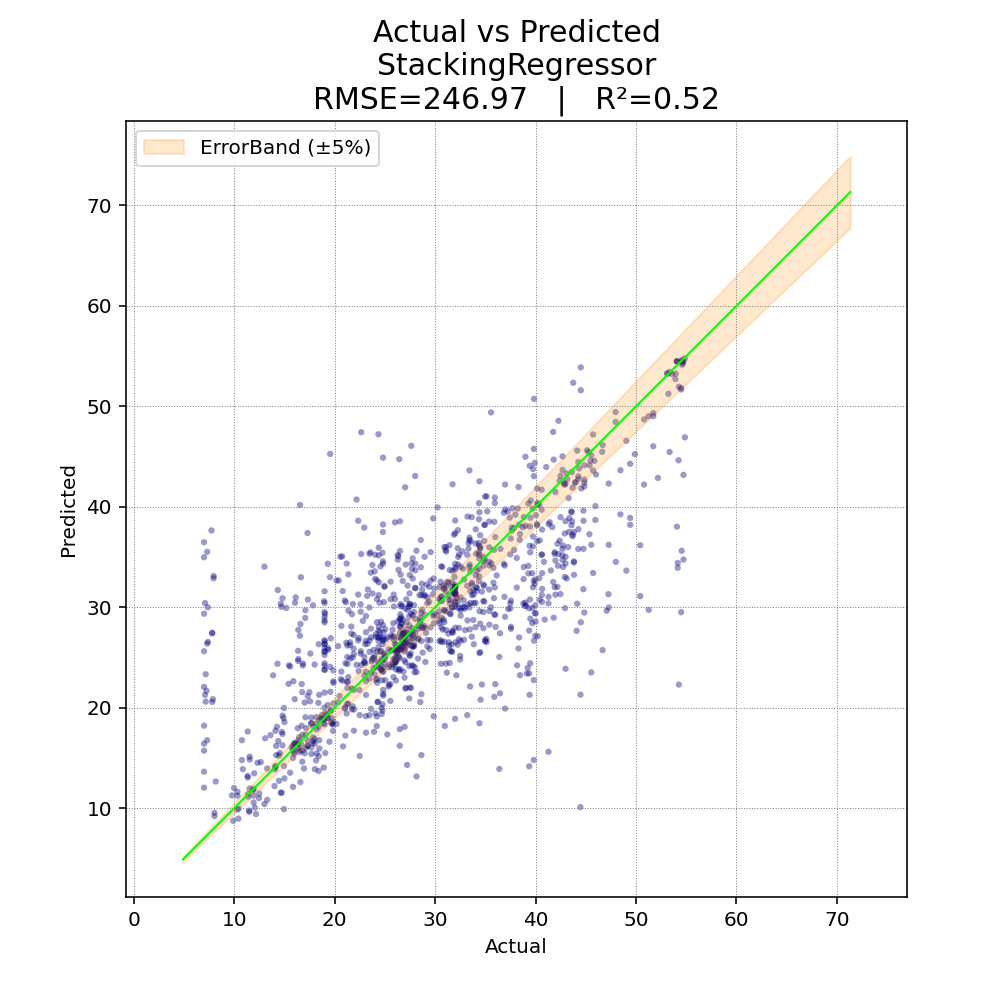 Actual vs Predicted
StackingRegressor
RMSE=246.97 | R²=0.52
ErrorBand (±5%)
70
60
50
40
30
20
10
Predicted
0 10 20 30 40 50 60 70
Actual